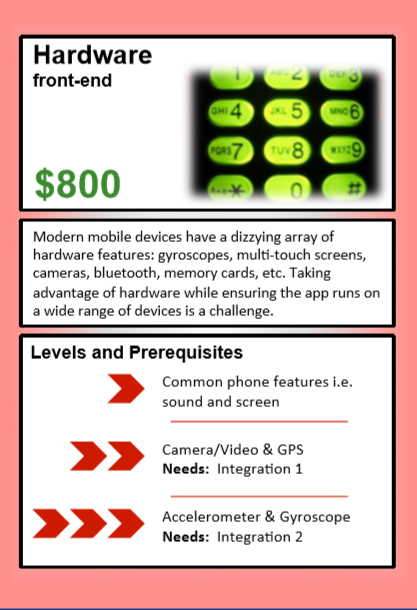 Hardware
front-end
1 ABC 2 DEF 3
GHI 4 JKL 5 MNO 6
PQRS 7 TUV 8 WXYZ 9
* 0 #
$800
Modern mobile devices have a dizzying array of
hardware features: gyroscopes, multi-touch screens,
cameras, bluetooth, memory cards, etc. Taking
advantage of hardware while ensuring the app runs on
a wide range of devices is a challenge.
Levels and Prerequisites
Common phone features i.e.
sound and screen
Camera/Video & GPS
Needs: Integration 1
Accelerometer & Gyroscope
Needs: Integration 2